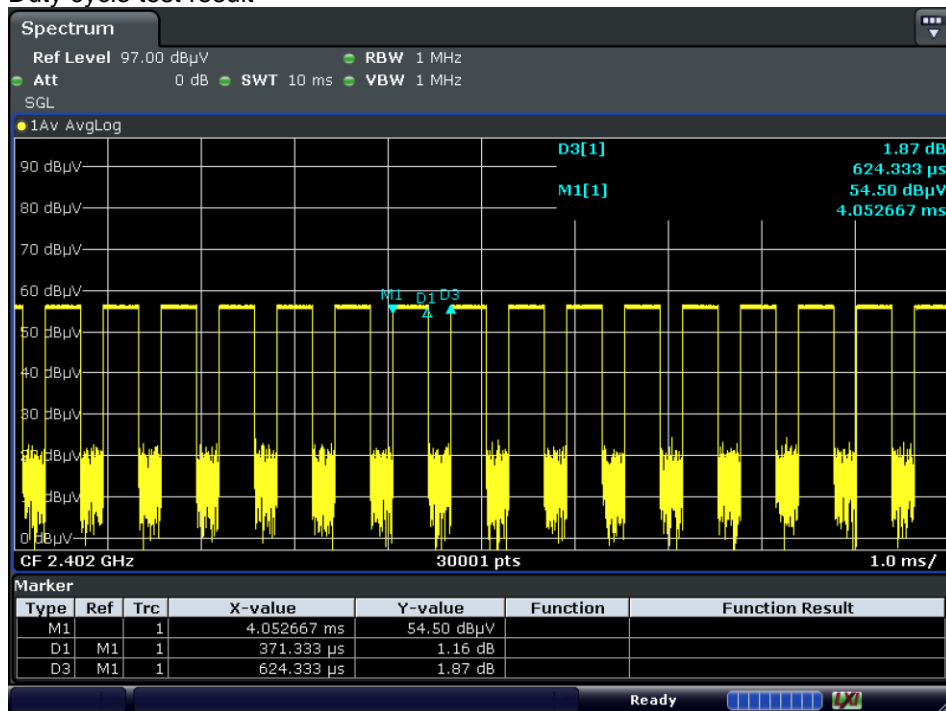 Duty cycle test result
Spectrum
Ref Level 97.00 dBµV RBW 1 MHz
Att 0 dB SWT 10 ms VBW 1 MHz
SGL
1Av AvgLog
D3[1] 1.87 dB
624.333 µs
M1[1] 54.50 dBµV
4.052667 ms
90 dBµV
80 dBµV
70 dBµV
60 dBµV
M1 D1 D3
50 dBµV
40 dBµV
30 dBµV
20 dBµV
dBµV
0 dBµV
CF 2.402 GHz 30001 pts 1.0 ms/
Marker
Type Ref Trc X-value Y-value Function Function Result
M1 1 4.052667 ms 54.50 dBµV
D1 M1 1 371.333 µs 1.16 dB
D3 M1 1 624.333 µs 1.87 dB
Ready LXI